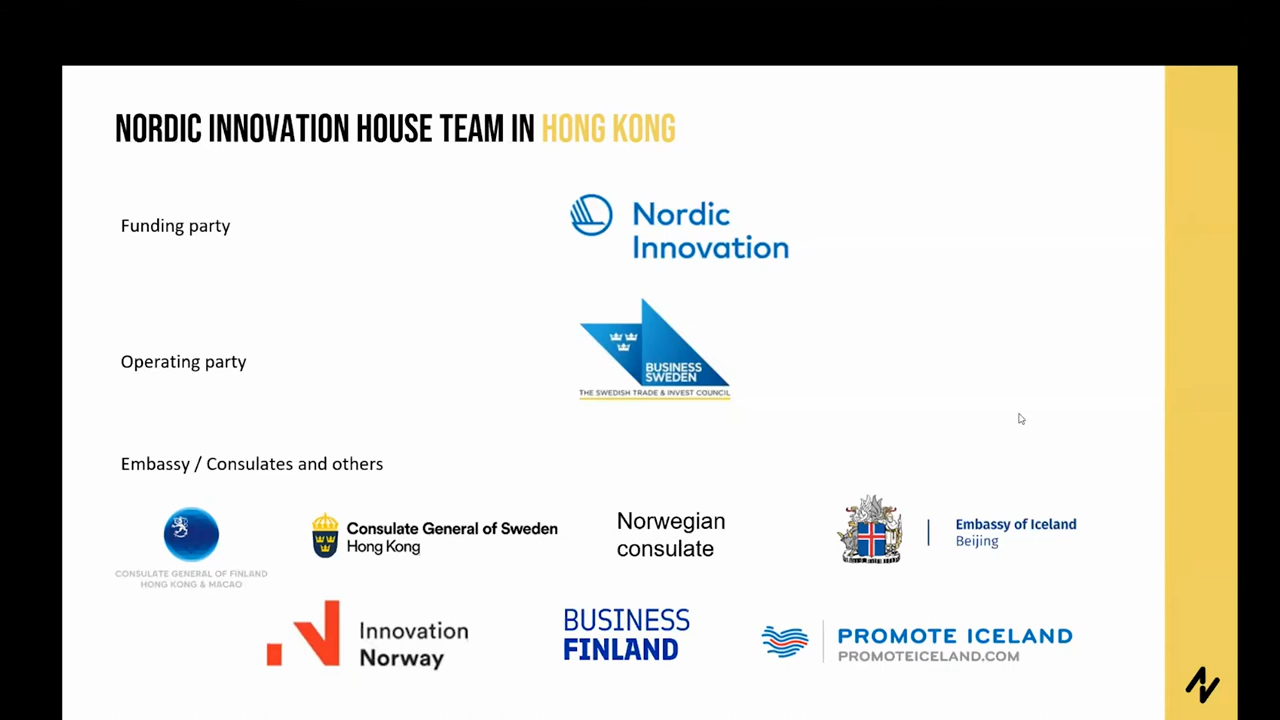 NORDIC INNOVATION HOUSE TEAM IN HONG KONG
Funding party
Nordic
Innovation
Operating party
BUSINESS
SWEDEN
THE SWEDISH TRADE & INVEST COUNCIL
Embassy / Consulates and others
CONSULATE GENERAL OF FINLAND
HONG KONG & MACAO
Consulate General of Sweden
Hong Kong
Norwegian
consulate
Embassy of Iceland
Beijing
Innovation
Norway
BUSINESS
FINLAND
PROMOTE ICELAND
PROMOTEICELAND.COM